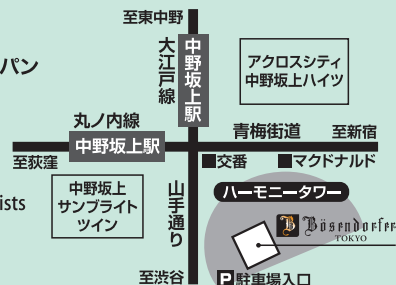 至東中野
パン
大江戸線
中野坂上駅
アクロスシティ
中野坂上ハイツ
丸ノ内線
青梅街道
至新宿
中野坂上駅
至荻窪
■交番
■マクドナルド
ists
中野坂上
サンブライト
ツイン
山手通り
ハーモニータワー
B Bösendorfer
TOKYO
至渋谷
P 駐車場入口